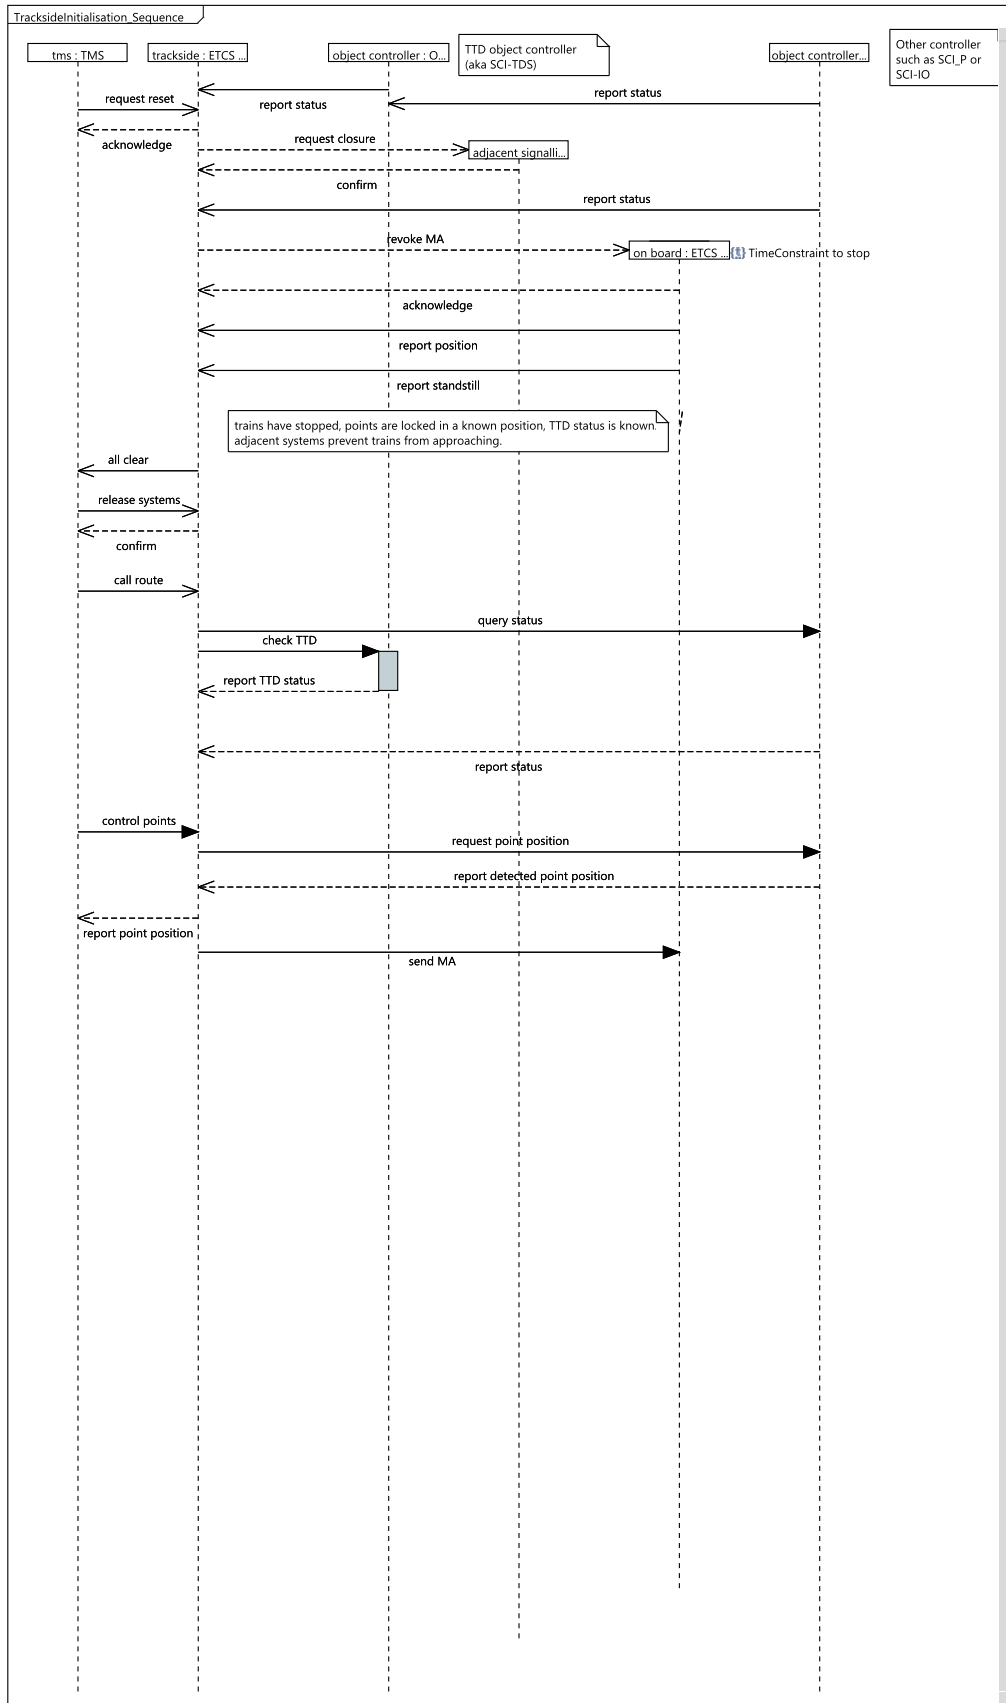 TracksideInitialisation_Sequence
tms : TMS
trackside : ETCS ...
object controller : O...
TTD object controller
(aka SCI-TDS)
object controller...
Other controller
such as SCI_P or
SCI-IO
report status
report status
request reset
acknowledge
request closure
adjacent signalli...
confirm
report status
revoke MA
on board : ETCS ...
{t} TimeConstraint to stop
acknowledge
report position
report standstill
trains have stopped, points are locked in a known position, TTD status is known.
adjacent systems prevent trains from approaching.
all clear
release systems
confirm
call route
query status
check TTD
report TTD status
report status
control points
request point position
report detected point position
report point position
send MA